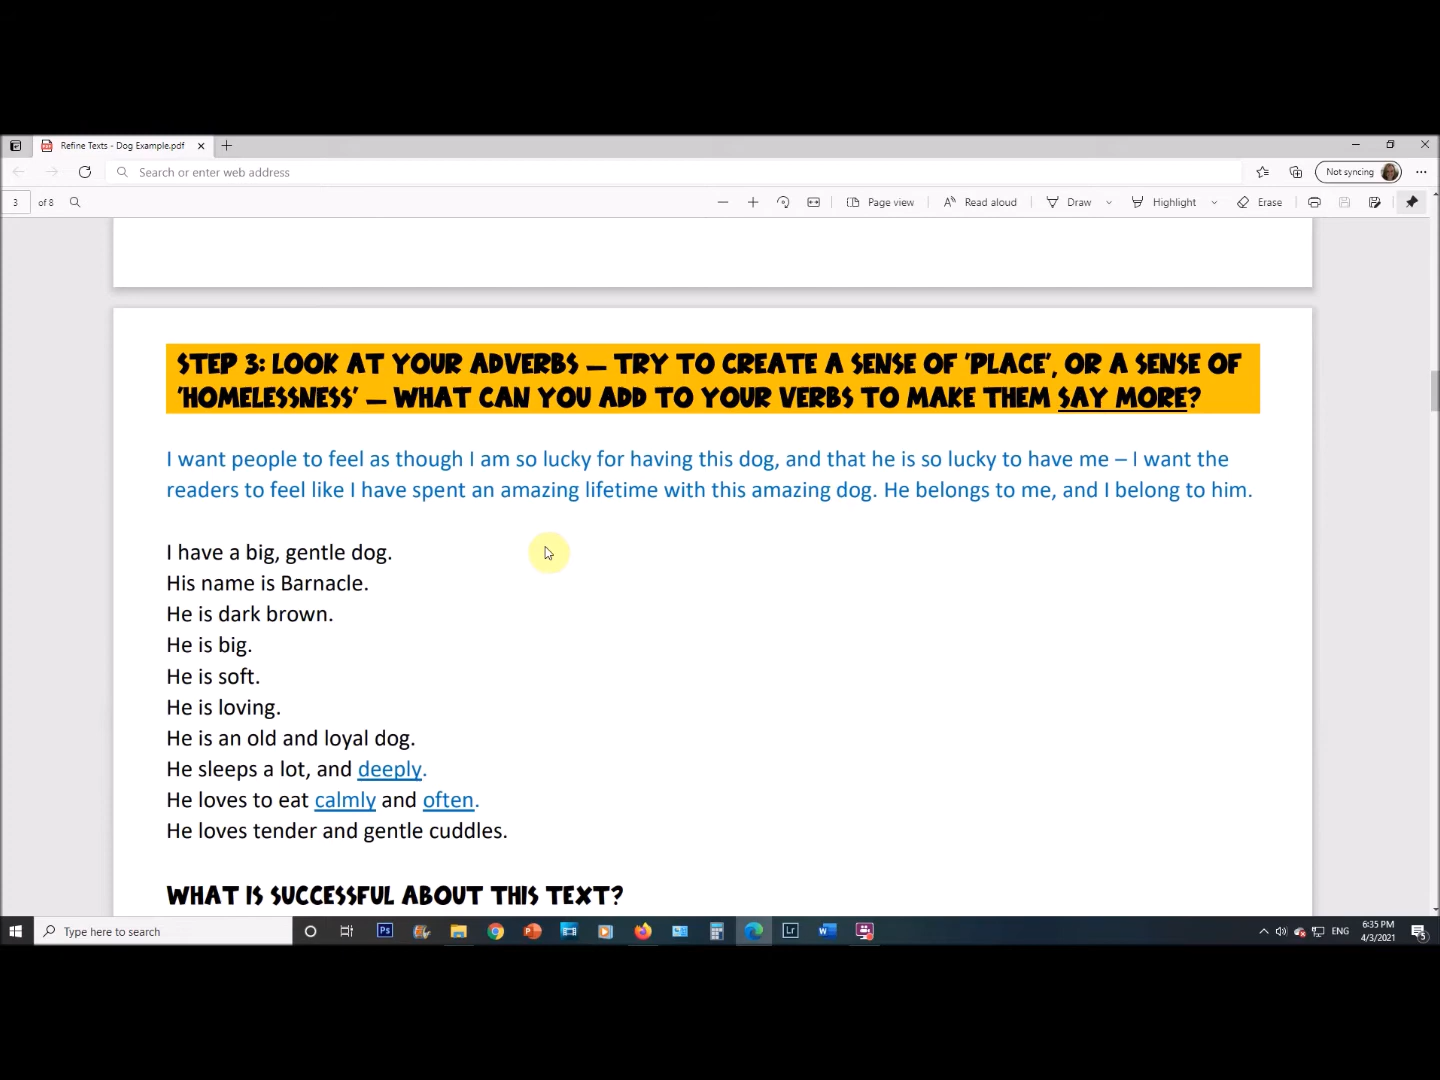 Refine Texts - Dog Example.pdf
Search or enter web address
Not syncing
3 of 8
Page view
Read aloud
Draw
Highlight
Erase
STEP 3: LOOK AT YOUR ADVERBS – TRY TO CREATE A SENSE OF 'PLACE', OR A SENSE OF
'HOMELESSNESS' – WHAT CAN YOU ADD TO YOUR VERBS TO MAKE THEM SAY MORE?
I want people to feel as though I am so lucky for having this dog, and that he is so lucky to have me – I want the
readers to feel like I have spent an amazing lifetime with this amazing dog. He belongs to me, and I belong to him.
I have a big, gentle dog.
His name is Barnacle.
He is dark brown.
He is big.
He is soft.
He is loving.
He is an old and loyal dog.
He sleeps a lot, and deeply.
He loves to eat calmly and often.
He loves tender and gentle cuddles.
WHAT IS SUCCESSFUL ABOUT THIS TEXT?
Type here to search
Ps
Lr
ENG
6:35 PM
4/3/2021
5